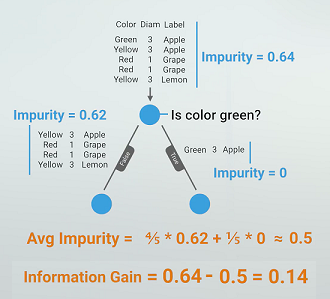 Color Diam Label
Green 3 Apple
Yellow 3 Apple
Red 1 Grape
Red 1 Grape
Yellow 3 Lemon
Impurity = 0.64
Impurity = 0.62
Is color green?
Yellow 3 Apple
Red 1 Grape
Red 1 Grape
Yellow 3 Lemon
False
True
Green 3 Apple
Impurity = 0
Avg Impurity = ⅘ * 0.62 + ⅕ * 0 ≈ 0.5
Information Gain = 0.64 - 0.5 = 0.14